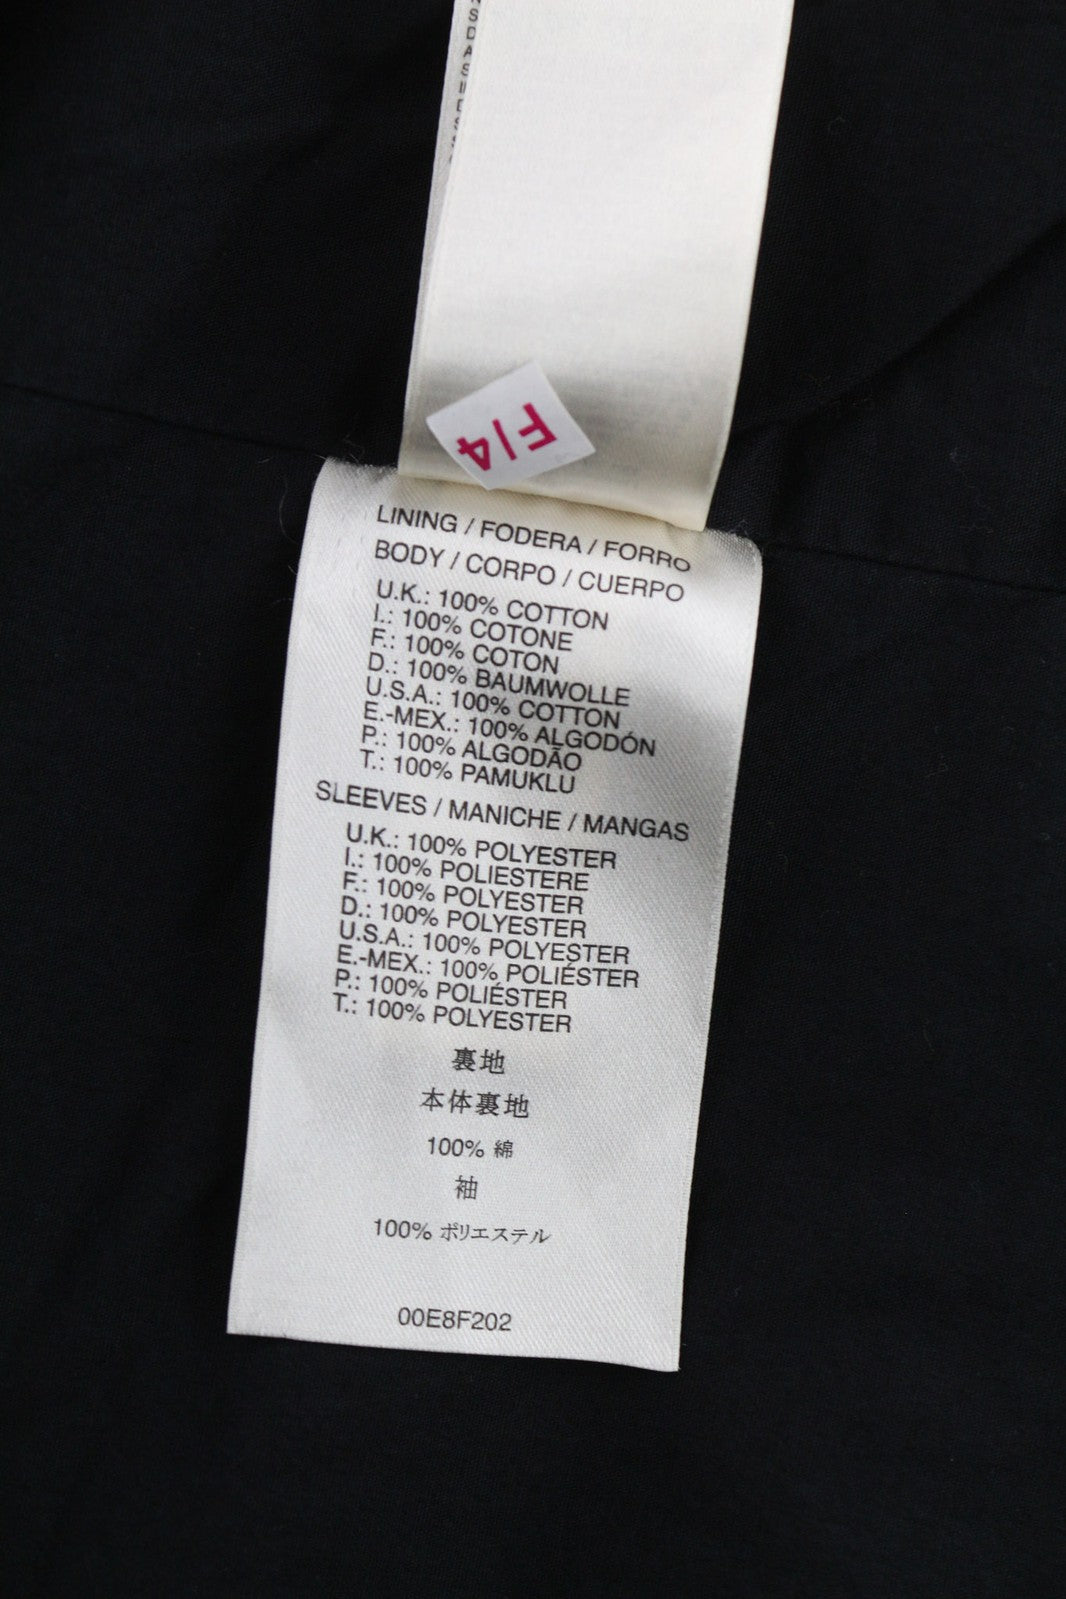 F/4
LINING / FODERA / FORRO
BODY / CORPO / CUERPO
U.K.: 100% COTTON
I.: 100% COTONE
F.: 100% COTON
D.: 100% BAUMWOLLE
U.S.A.: 100% COTTON
E.-MEX.: 100% ALGODÓN
P.: 100% ALGODÃO
T.: 100% PAMUKLU
SLEEVES / MANICHE / MANGAS
U.K.: 100% POLYESTER
I.: 100% POLIESTERE
F.: 100% POLYESTER
D.: 100% POLYESTER
U.S.A.: 100% POLYESTER
E.-MEX.: 100% POLIÉSTER
P.: 100% POLIÉSTER
T.: 100% POLYESTER
裏地
本体裏地
100% 綿
袖
100% ポリエステル
00E8F202